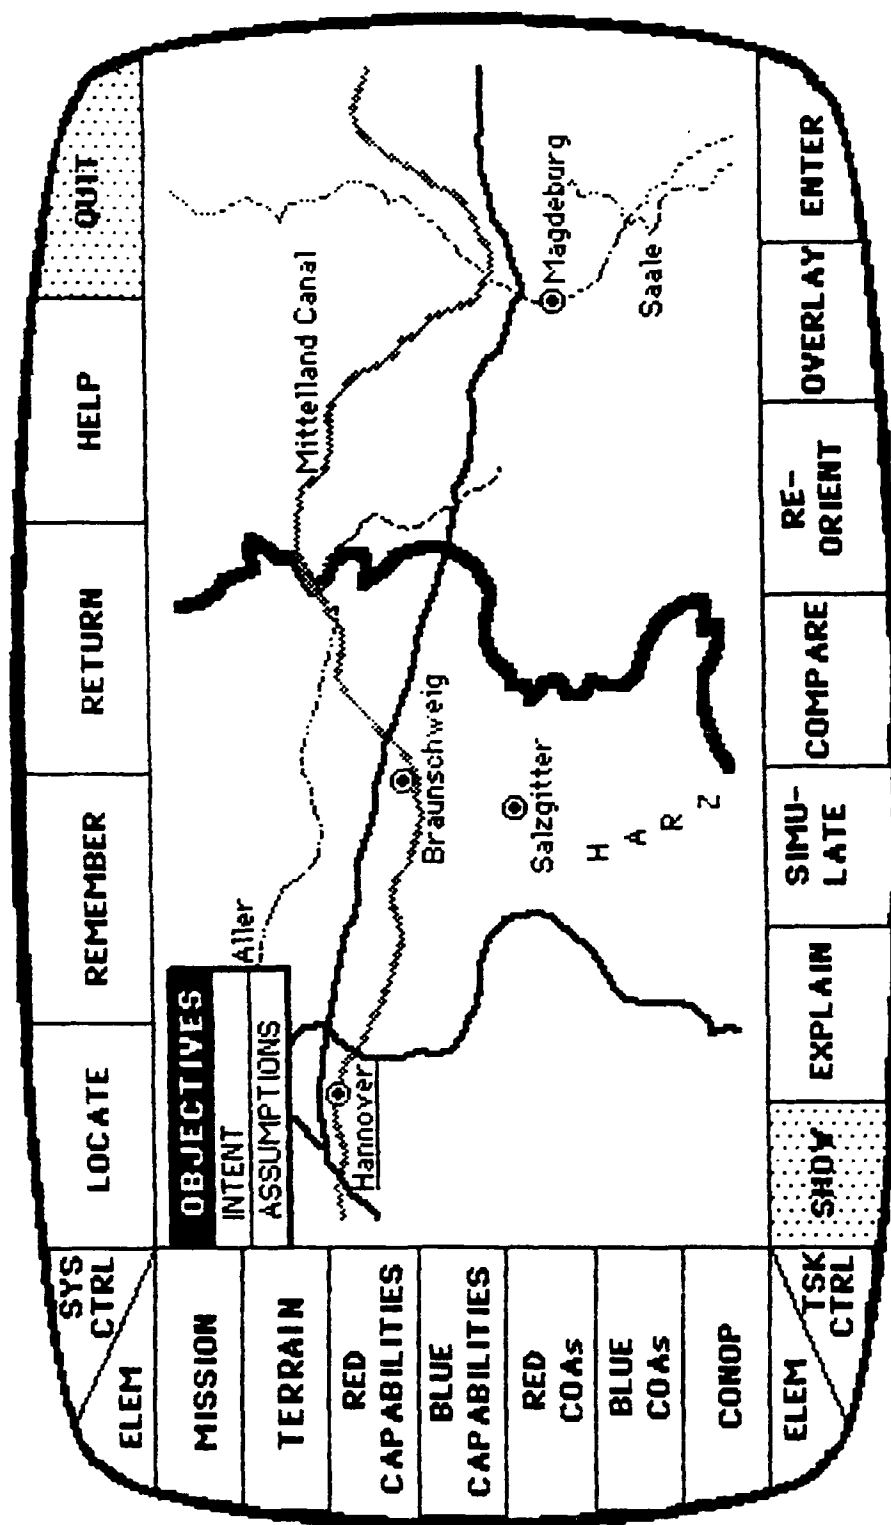 SYS
CTRL
LOCATE
REMEMBER
RETURN
HELP
QUIT
ELEM
MISSION
TERRAIN
RED
CAPABILITIES
BLUE
CAPABILITIES
RED
COAs
BLUE
COAs
CONOP
ELEM
OBJECTIVES
INTENT
ASSUMPTIONS
Aller
Mittelland Canal
Hannover
Braunschweig
Magdeburg
Salzgitter
Saale
H
A
R
Z
TSK
CTRL
SHOW
EXPLAIN
SIMU-
LATE
COMPARE
RE-
ORIENT
OVERLAY
ENTER